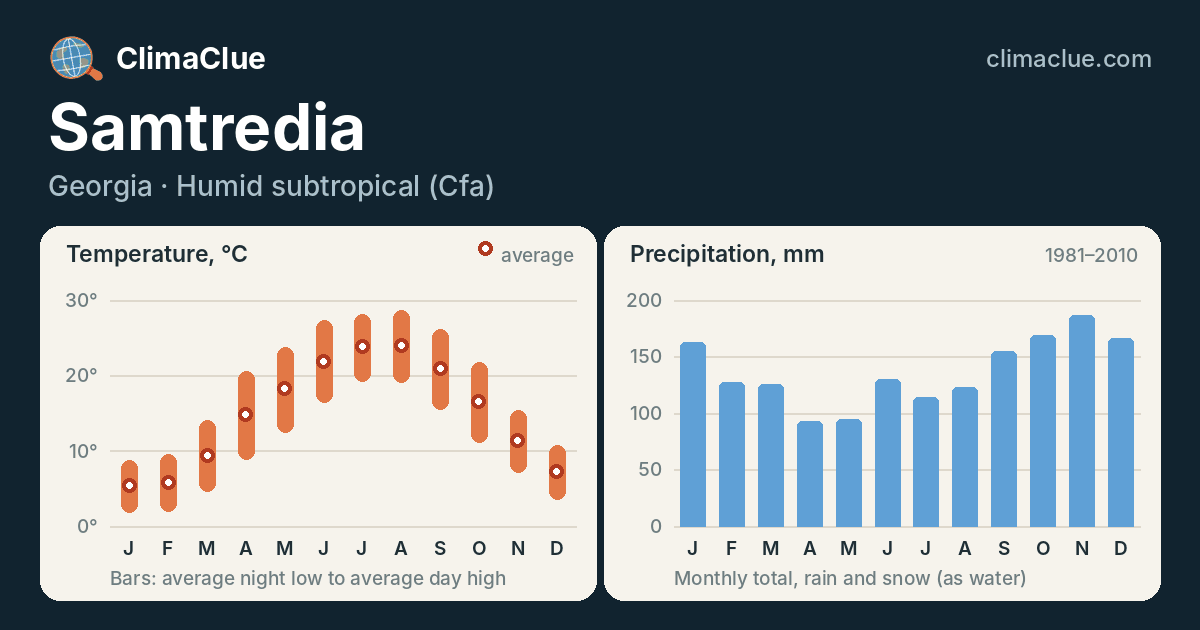 ClimaClue
climaclue.com
Samtredia
Georgia · Humid subtropical (Cfa)
Temperature, °C
average
30°
20°
10°
0°
J F M A M J J A S O N D
Bars: average night low to average day high
Precipitation, mm
1981–2010
200
150
100
50
0
J F M A M J J A S O N D
Monthly total, rain and snow (as water)